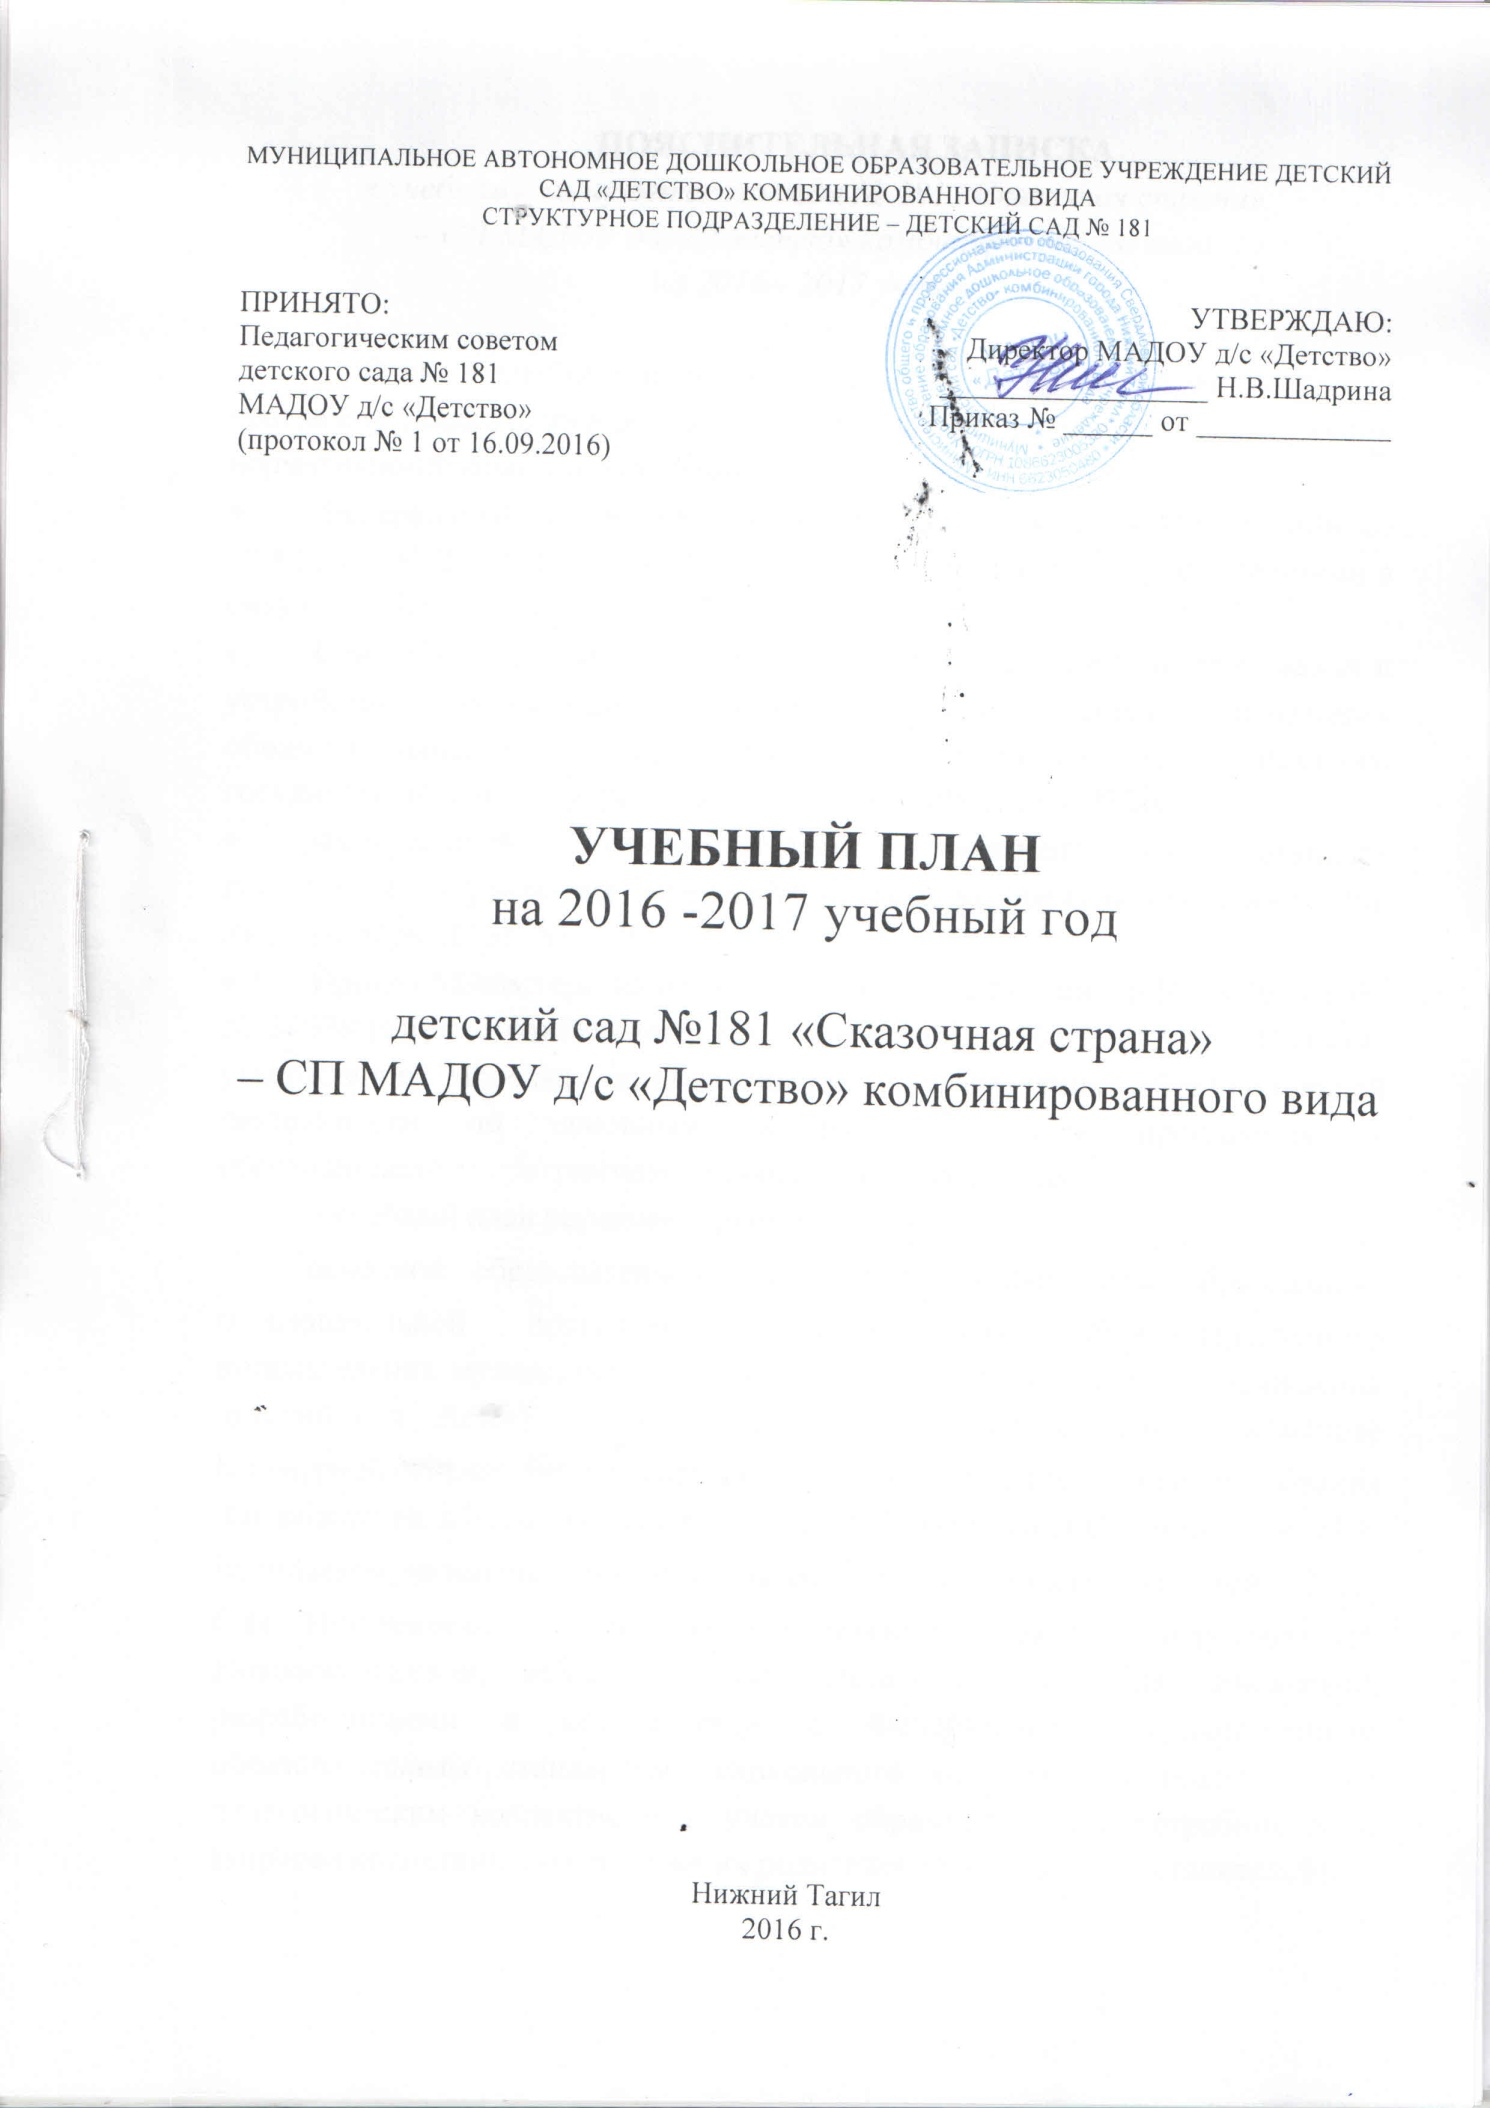 МУНИЦИПАЛЬНОЕ АВТОНОМНОЕ ДОШКОЛЬНОЕ ОБРАЗОВАТЕЛЬНОЕ УЧРЕЖДЕНИЕ ДЕТСКИЙ
САД «ДЕТСТВО» КОМБИНИРОВАННОГО ВИДА
СТРУКТУРНОЕ ПОДРАЗДЕЛЕНИЕ – ДЕТСКИЙ САД № 181
ПРИНЯТО:
Педагогическим советом
детского сада № 181
МАДОУ д/с «Детство»
(протокол № 1 от 16.09.2016)
УТВЕРЖДАЮ:
Директор МАДОУ д/с «Детство»
__________________ Н.В.Шадрина
Приказ № ______ от _____________
УЧЕБНЫЙ ПЛАН
на 2016 -2017 учебный год
детский сад №181 «Сказочная страна»
– СП МАДОУ д/с «Детство» комбинированного вида
Нижний Тагил
2016 г.